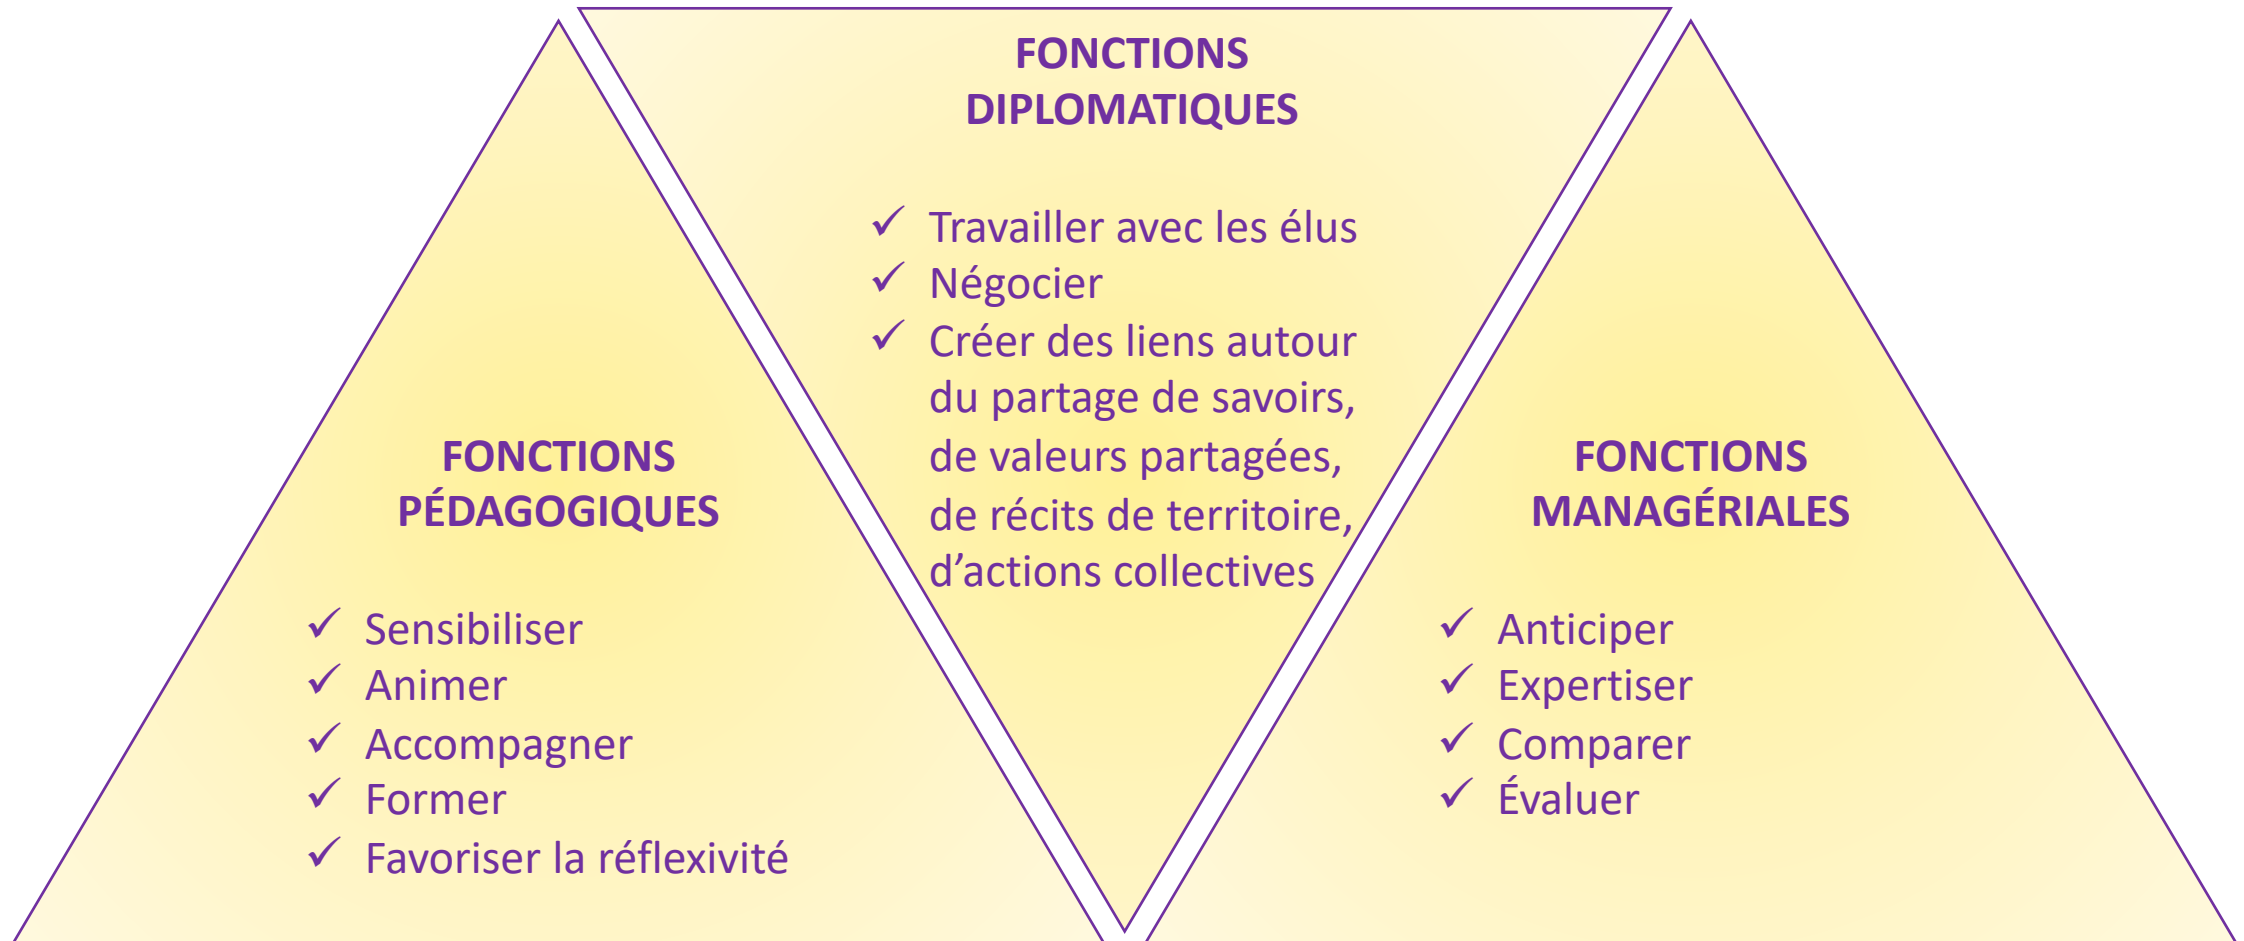 FONCTIONS
PÉDAGOGIQUES
✓ Sensibiliser
✓ Animer
✓ Accompagner
✓ Former
✓ Favoriser la réflexivité
FONCTIONS
DIPLOMATIQUES
✓ Travailler avec les élus
✓ Négocier
✓ Créer des liens autour
du partage de savoirs,
de valeurs partagées,
de récits de territoire,
d’actions collectives
FONCTIONS
MANAGÉRIALES
✓ Anticiper
✓ Expertiser
✓ Comparer
✓ Évaluer